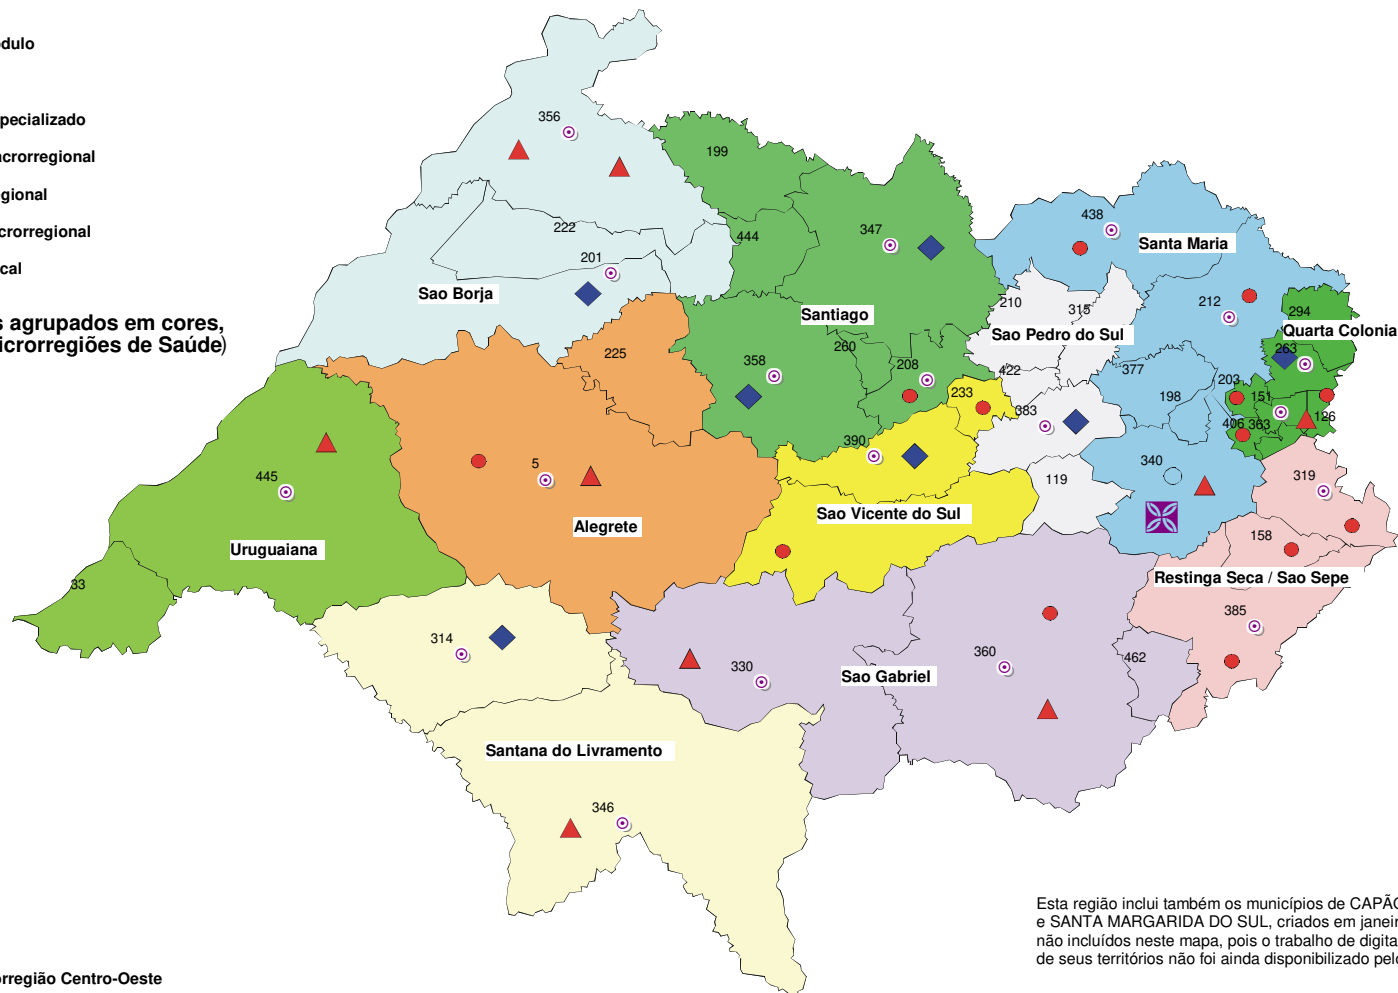 dulo
pecializado
acrorregional
gional
crorregional
cal
s agrupados em cores,
icrorregiões de Saúde)
356
199
222
444
347
438
Santa Maria
201
Sao Borja
210
315
212
294
Santiago
Sao Pedro do Sul
Quarta Colonia
225
358
260
208
422
377
263
233
383
198
203
151
406
363
126
390
5
445
340
319
119
Alegrete
Sao Vicente do Sul
Uruguaiana
158
33
Restinga Seca / Sao Sepe
385
314
330
360
462
Sao Gabriel
Santana do Livramento
346
Esta região inclui também os municípios de CAPÃO
e SANTA MARGARIDA DO SUL, criados em janeir
não incluídos neste mapa, pois o trabalho de digita
de seus territórios não foi ainda disponibilizado pelo
orregião Centro-Oeste